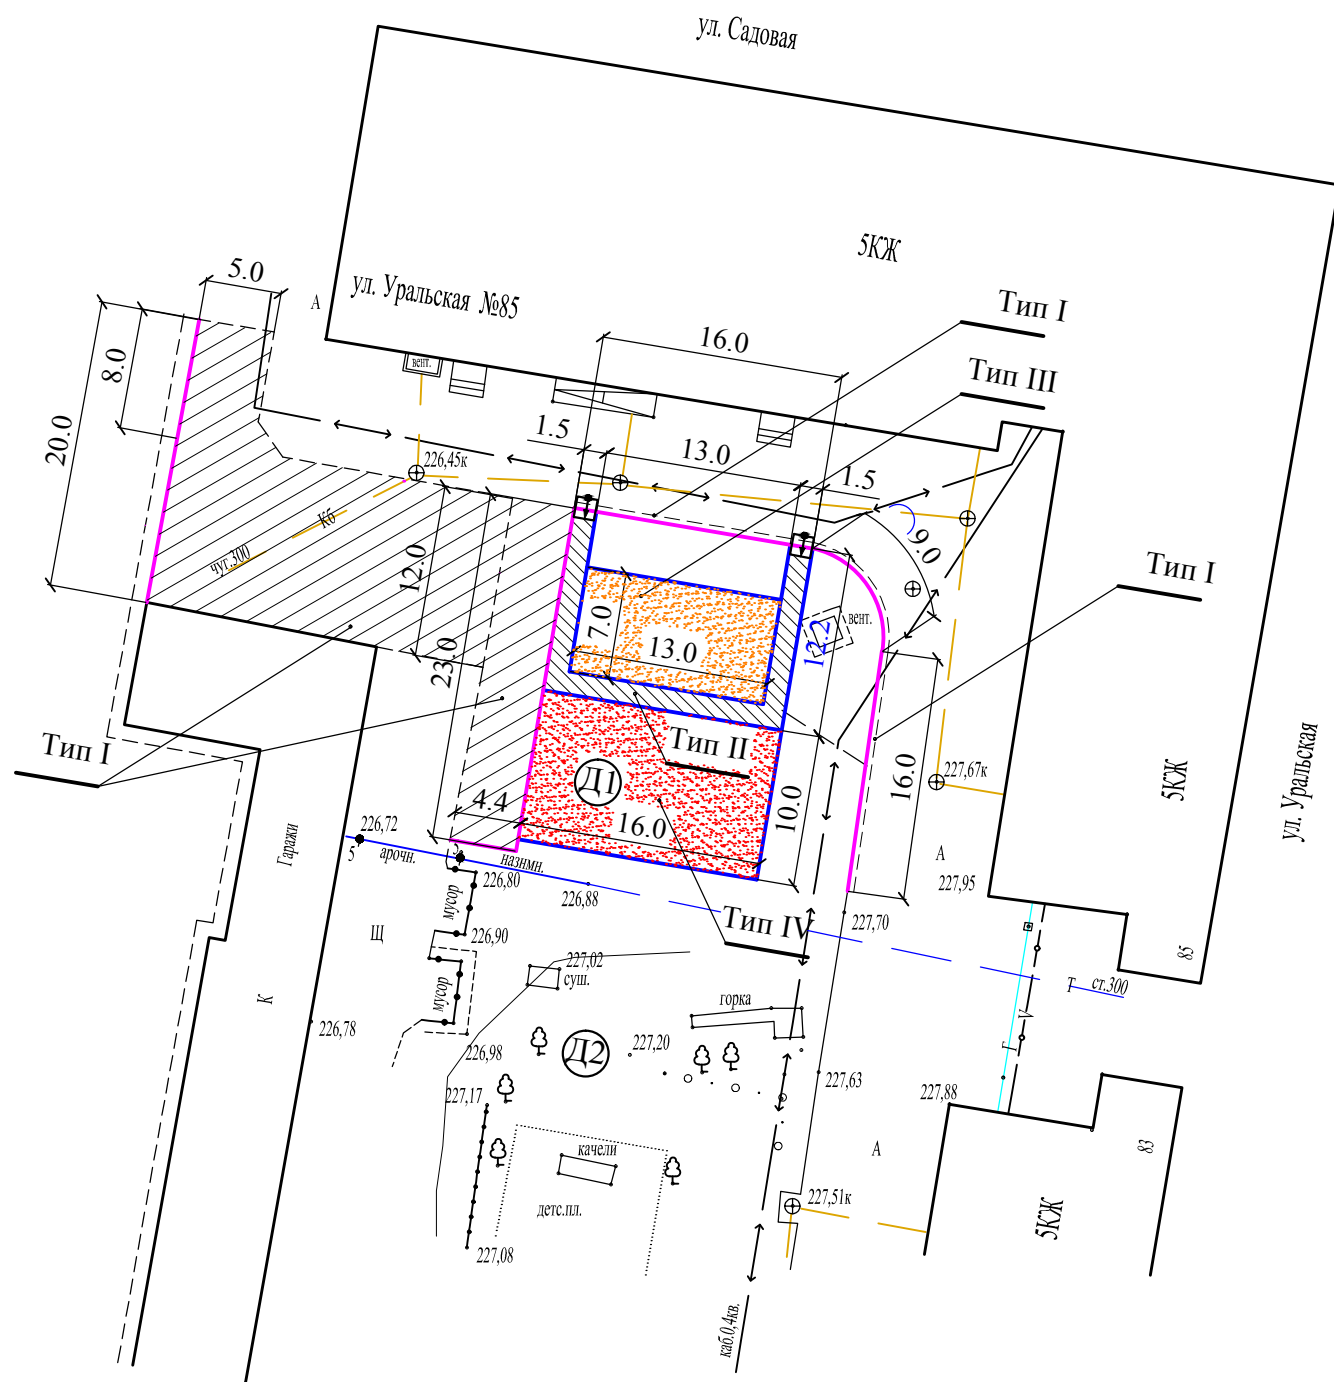 ул. Садовая
5КЖ
5.0
А
ул. Уральская №85
Тип I
16.0
8.0
вент.
Тип III
20.0
1.5
13.0
1.5
226,45к
Кб
чуг.300
9.0
12.0
Тип I
7.0
вент.
12.2
13.0
23.0
Тип I
Тип II
227,67к
16.0
5КЖ
ул. Уральская
Д1
4.4
16.0
10.0
226,72
5
арочн.
назнмн.
Гаражи
226,80
226,88
А
227,95
мусор
Тип IV
227,70
Щ
226,90
85
227,02
суш.
мусор
горка
Т
ст.300
К
226,78
V
Г
226,98
Д2
227,20
227,63
227,17
227,88
качели
А
83
детс.пл.
227,51к
5КЖ
227,08
каб.0,4кв.